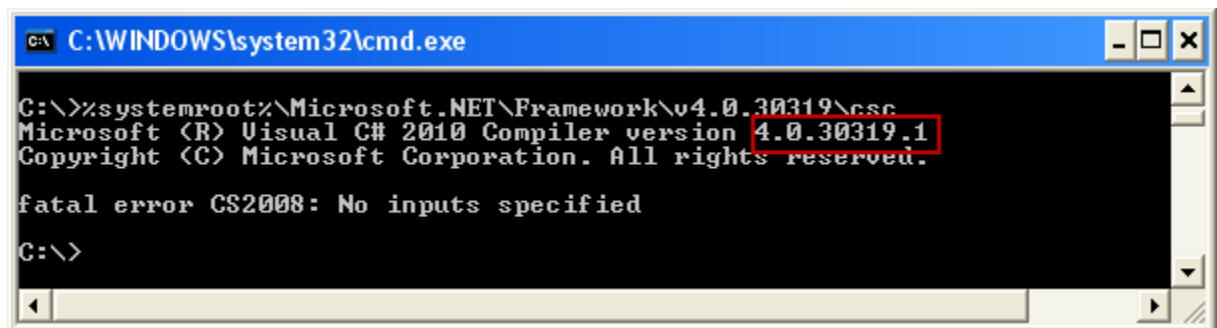 C:\WINDOWS\system32\cmd.exe
C:\>%systemroot%\Microsoft.NET\Framework\v4.0.30319\csc
Microsoft (R) Visual C# 2010 Compiler version 4.0.30319.1
Copyright (C) Microsoft Corporation. All rights reserved.
fatal error CS2008: No inputs specified
C:\>